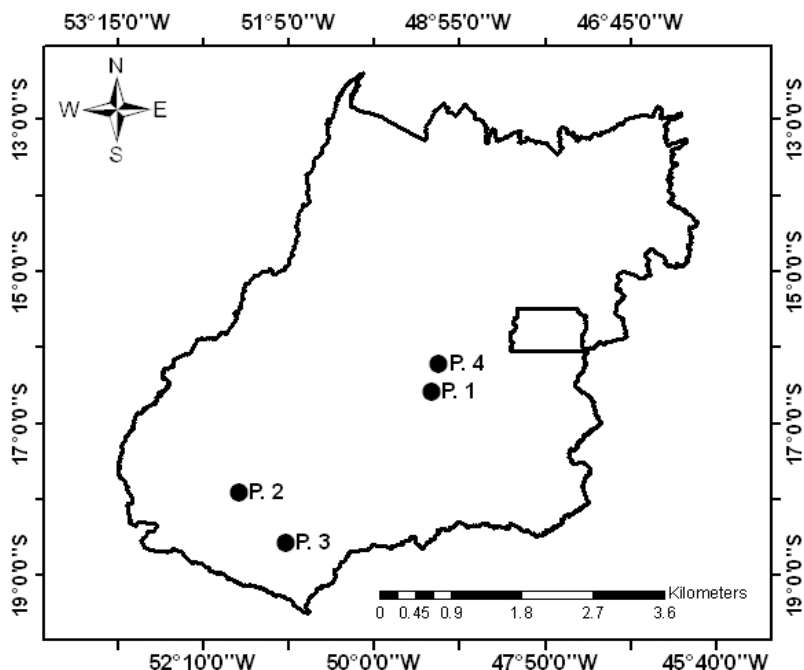 53°15'0"W 51°5'0"W 48°55'0"W 46°45'0"W
N
W E
S
13°0'0"S 13°0'0"S
15°0'0"S 15°0'0"S
P. 4
P. 1
17°0'0"S 17°0'0"S
P. 2
P. 3
19°0'0"S 19°0'0"S
Kilometers
0 0.45 0.9 1.8 2.7 3.6
52°10'0"W 50°0'0"W 47°50'0"W 45°40'0"W